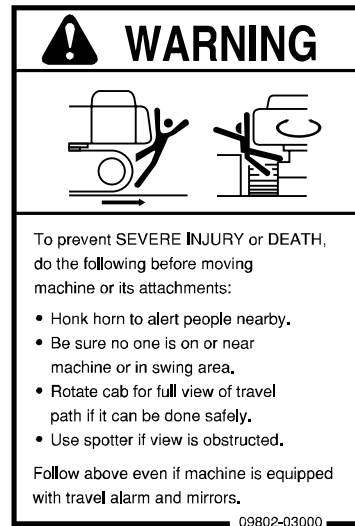 WARNING
To prevent SEVERE INJURY or DEATH,
do the following before moving
machine or its attachments:
• Honk horn to alert people nearby.
• Be sure no one is on or near
machine or in swing area.
• Rotate cab for full view of travel
path if it can be done safely.
• Use spotter if view is obstructed.
Follow above even if machine is equipped
with travel alarm and mirrors.
09802-03000